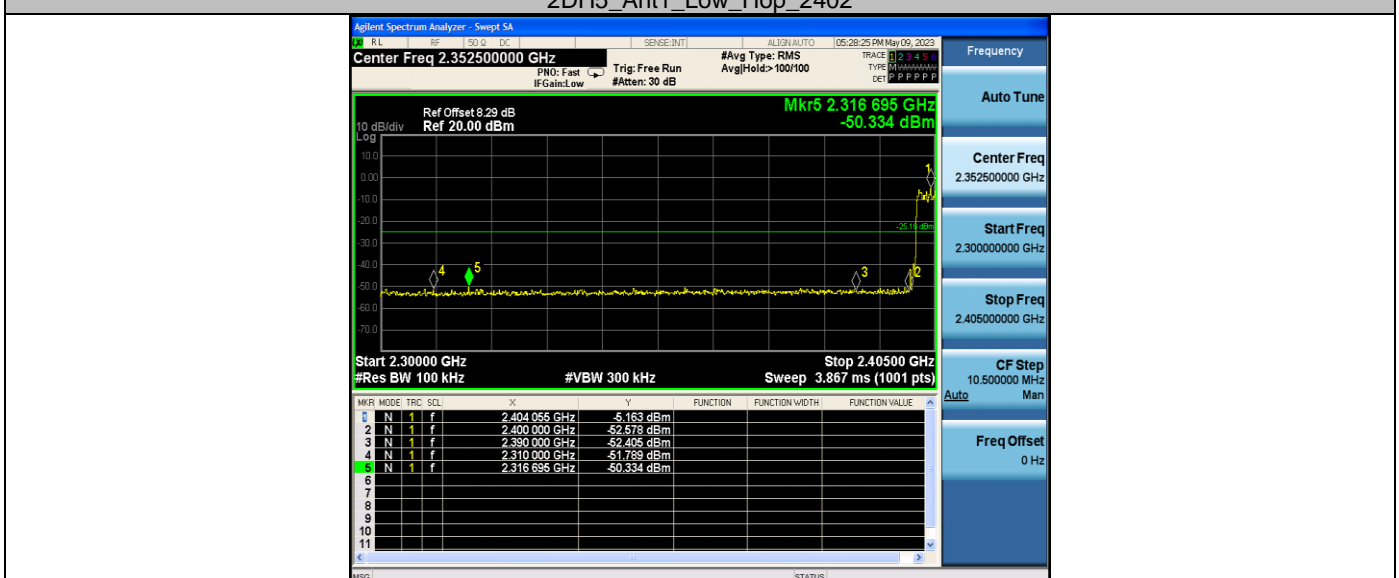 2DH5_Ant1_Low_Hop_2402
Agilent Spectrum Analyzer - Swept SA
RL RF 50 Ω DC SENSE:INT ALIGN AUTO 05:28:25 PM May 09, 2023
Center Freq 2.352500000 GHz
PNO: Fast
IFGain:Low
Trig: Free Run
#Atten: 30 dB
#Avg Type: RMS
Avg|Hold:>100/100
TRACE 1 2 3 4 5 6
TYPE MWWWWW
DET P P P P P P
Frequency
Auto Tune
Center Freq
2.352500000 GHz
Start Freq
2.300000000 GHz
Stop Freq
2.405000000 GHz
CF Step
10.500000 MHz
Auto Man
Freq Offset
0 Hz
Mkr5 2.316 695 GHz
-50.334 dBm
Ref Offset 8.29 dB
10 dB/div Ref 20.00 dBm
Log
10.0
0.00
-10.0
-20.0
-30.0
-40.0
-50.0
-60.0
-70.0
-25.16 dBm
1
4
5
3
2
Start 2.30000 GHz Stop 2.40500 GHz
#Res BW 100 kHz #VBW 300 kHz Sweep 3.867 ms (1001 pts)
MKR MODE TRC SCL X Y FUNCTION FUNCTION WIDTH FUNCTION VALUE
1 N 1 f 2.404 055 GHz -5.163 dBm
2 N 1 f 2.400 000 GHz -52.578 dBm
3 N 1 f 2.390 000 GHz -52.405 dBm
4 N 1 f 2.310 000 GHz -51.789 dBm
5 N 1 f 2.316 695 GHz -50.334 dBm
6
7
8
9
10
11
MSG STATUS